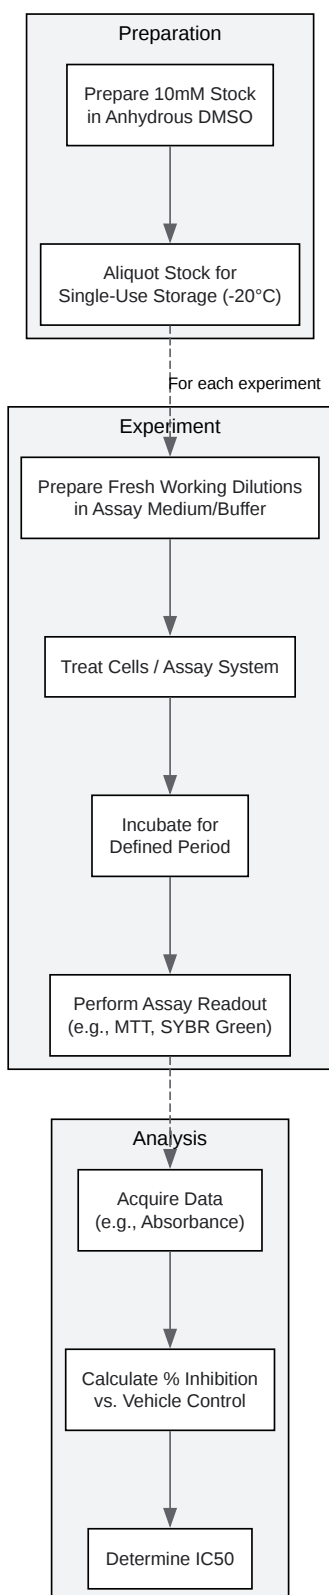 Preparation
Prepare 10mM Stock
in Anhydrous DMSO
Aliquot Stock for
Single-Use Storage (-20°C)
For each experiment
Experiment
Prepare Fresh Working Dilutions
in Assay Medium/Buffer
Treat Cells / Assay System
Incubate for
Defined Period
Perform Assay Readout
(e.g., MTT, SYBR Green)
Analysis
Acquire Data
(e.g., Absorbance)
Calculate % Inhibition
vs. Vehicle Control
Determine IC50